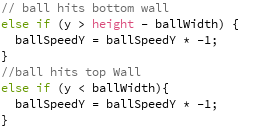 // ball hits bottom wall
else if (y > height - ballWidth) {
  ballSpeedY = ballSpeedY * -1;
}
//ball hits top Wall
else if (y < ballWidth){
  ballSpeedY = ballSpeedY * -1;
}